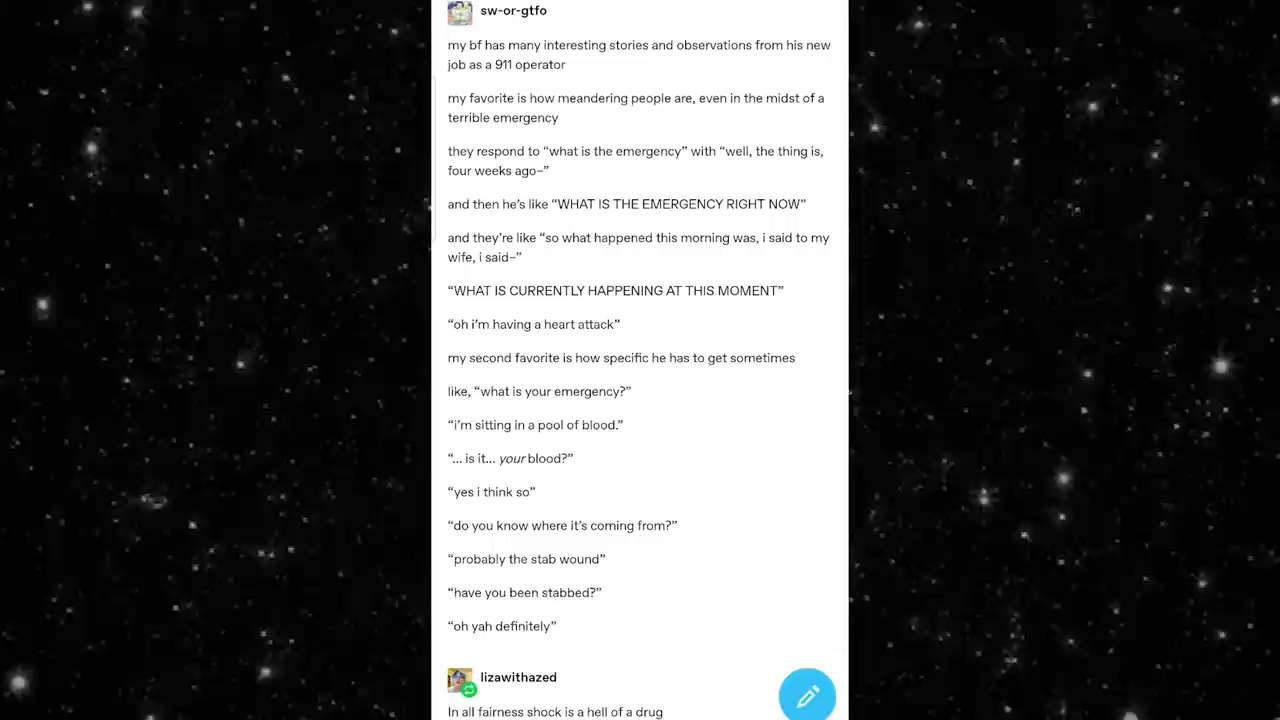 sw-or-gtfo
my bf has many interesting stories and observations from his new
job as a 911 operator
my favorite is how meandering people are, even in the midst of a
terrible emergency
they respond to “what is the emergency” with “well, the thing is,
four weeks ago–”
and then he’s like “WHAT IS THE EMERGENCY RIGHT NOW”
and they’re like “so what happened this morning was, i said to my
wife, i said–”
“WHAT IS CURRENTLY HAPPENING AT THIS MOMENT”
“oh i’m having a heart attack”
my second favorite is how specific he has to get sometimes
like, “what is your emergency?”
“i’m sitting in a pool of blood.”
“... is it... your blood?”
“yes i think so”
“do you know where it’s coming from?”
“probably the stab wound”
“have you been stabbed?”
“oh yah definitely”
lizawithazed
In all fairness shock is a hell of a drug